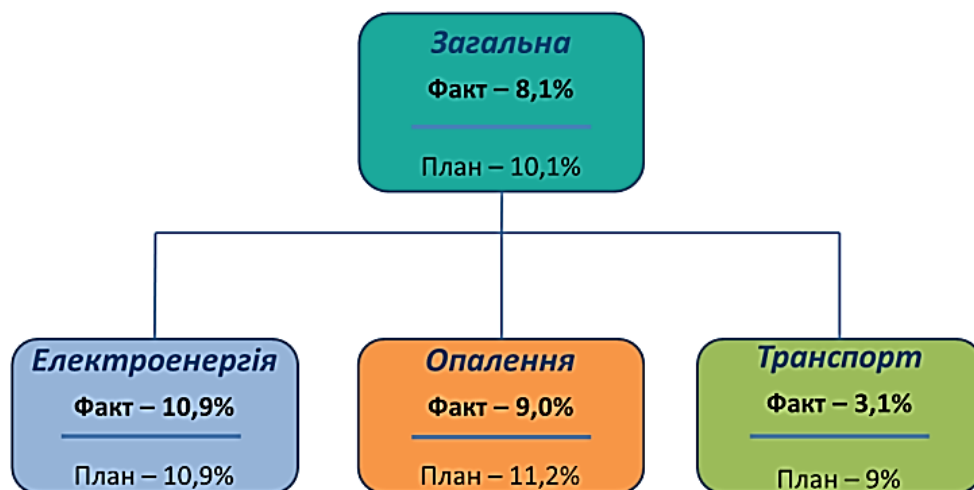 Загальна
Факт – 8,1%
План – 10,1%
Електроенергія
Факт – 10,9%
План – 10,9%
Опалення
Факт – 9,0%
План – 11,2%
Транспорт
Факт – 3,1%
План – 9%